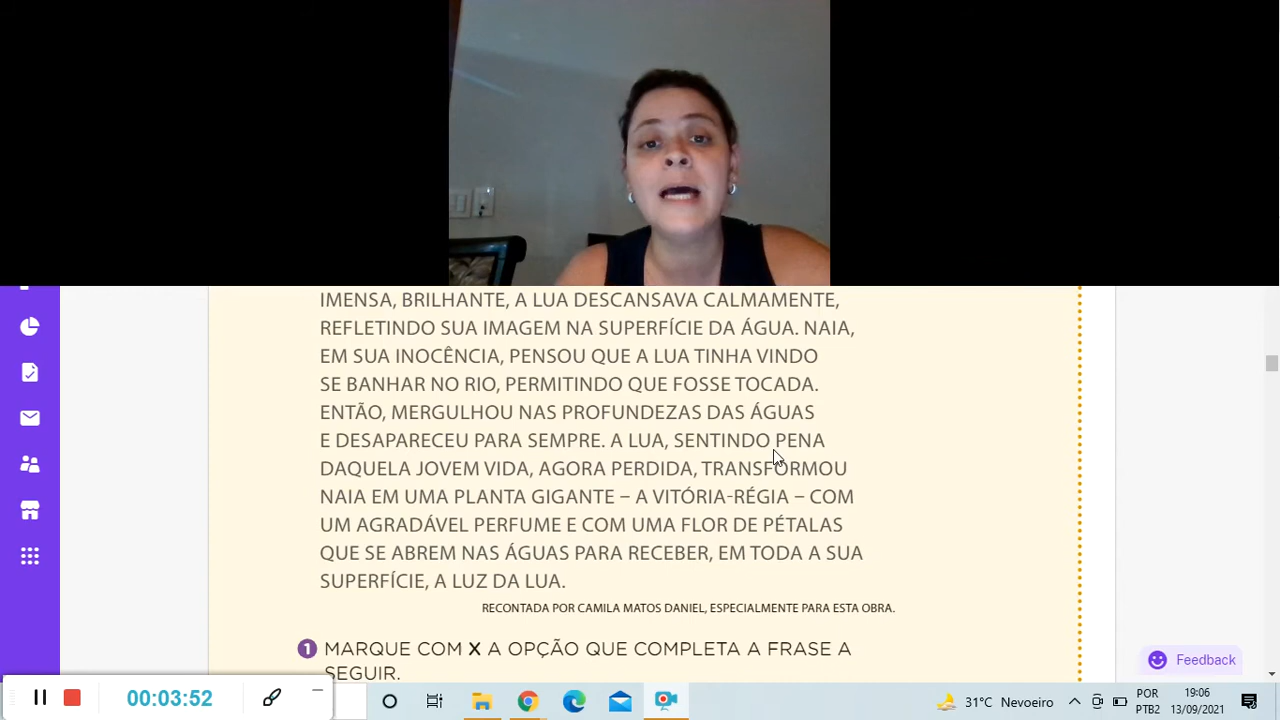 IMENSA, BRILHANTE, A LUA DESCANSAVA CALMAMENTE,
REFLETINDO SUA IMAGEM NA SUPERFÍCIE DA ÁGUA. NAIA,
EM SUA INOCÊNCIA, PENSOU QUE A LUA TINHA VINDO
SE BANHAR NO RIO, PERMITINDO QUE FOSSE TOCADA.
ENTÃO, MERGULHOU NAS PROFUNDEZAS DAS ÁGUAS
E DESAPARECEU PARA SEMPRE. A LUA, SENTINDO PENA
DAQUELA JOVEM VIDA, AGORA PERDIDA, TRANSFORMOU
NAIA EM UMA PLANTA GIGANTE – A VITÓRIA-RÉGIA – COM
UM AGRADÁVEL PERFUME E COM UMA FLOR DE PÉTALAS
QUE SE ABREM NAS ÁGUAS PARA RECEBER, EM TODA A SUA
SUPERFÍCIE, A LUZ DA LUA.
RECONTADA POR CAMILA MATOS DANIEL, ESPECIALMENTE PARA ESTA OBRA.
1 MARQUE COM X A OPÇÃO QUE COMPLETA A FRASE A
SEGUIR.
Feedback
00:03:52
31°C Nevoeiro
POR
PTB2
19:06
13/09/2021